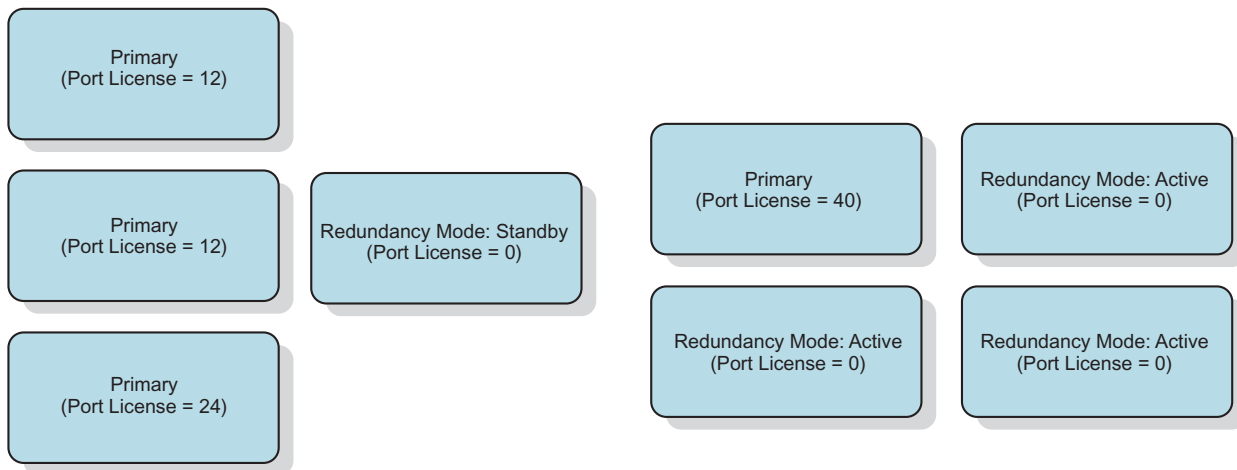 Primary
(Port License = 12)
Primary
(Port License = 12)
Primary
(Port License = 24)
Redundancy Mode: Standby
(Port License = 0)
Primary
(Port License = 40)
Redundancy Mode: Active
(Port License = 0)
Redundancy Mode: Active
(Port License = 0)
Redundancy Mode: Active
(Port License = 0)